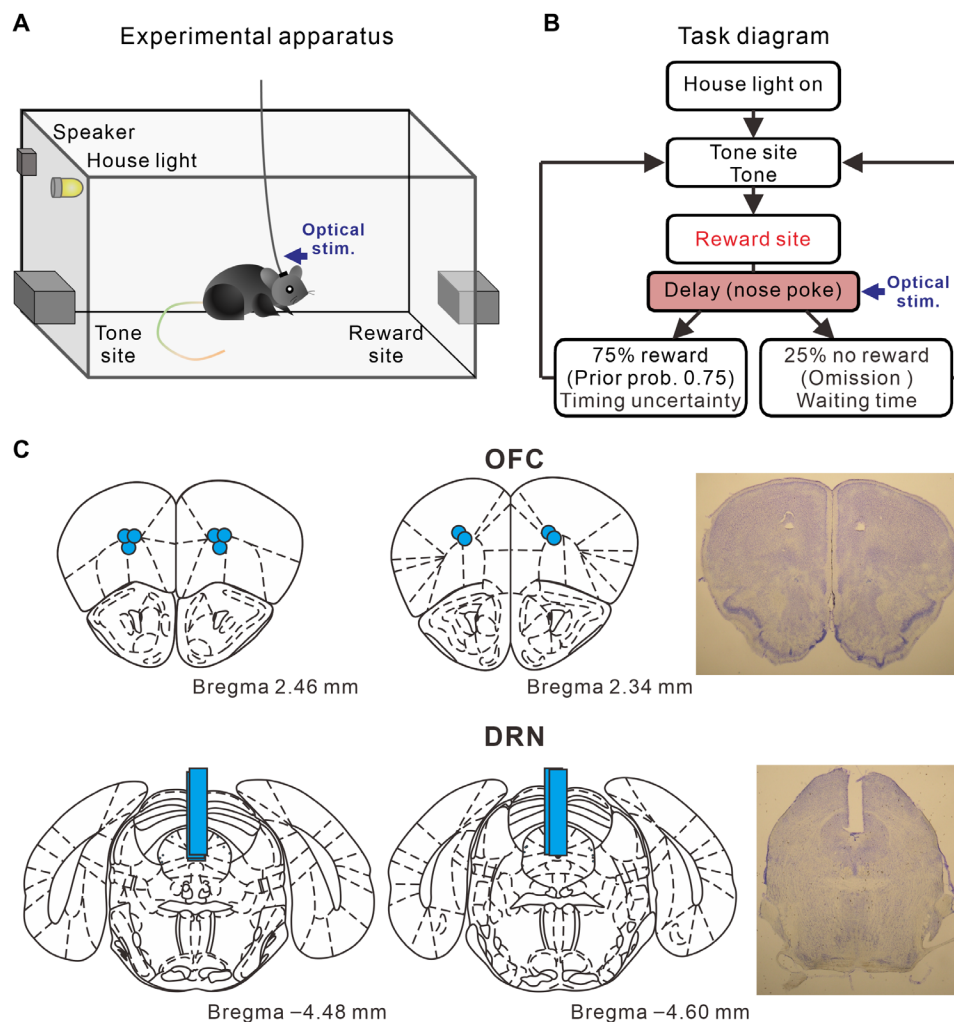 A
Experimental apparatus
Speaker
House light
Optical
stim.
Tone
site
Reward
site
B
Task diagram
House light on
Tone site
Tone
Reward site
Delay (nose poke)
Optical
stim.
75% reward
(Prior prob. 0.75)
Timing uncertainty
25% no reward
(Omission )
Waiting time
C
OFC
Bregma 2.46 mm
Bregma 2.34 mm
DRN
Bregma –4.48 mm
Bregma –4.60 mm